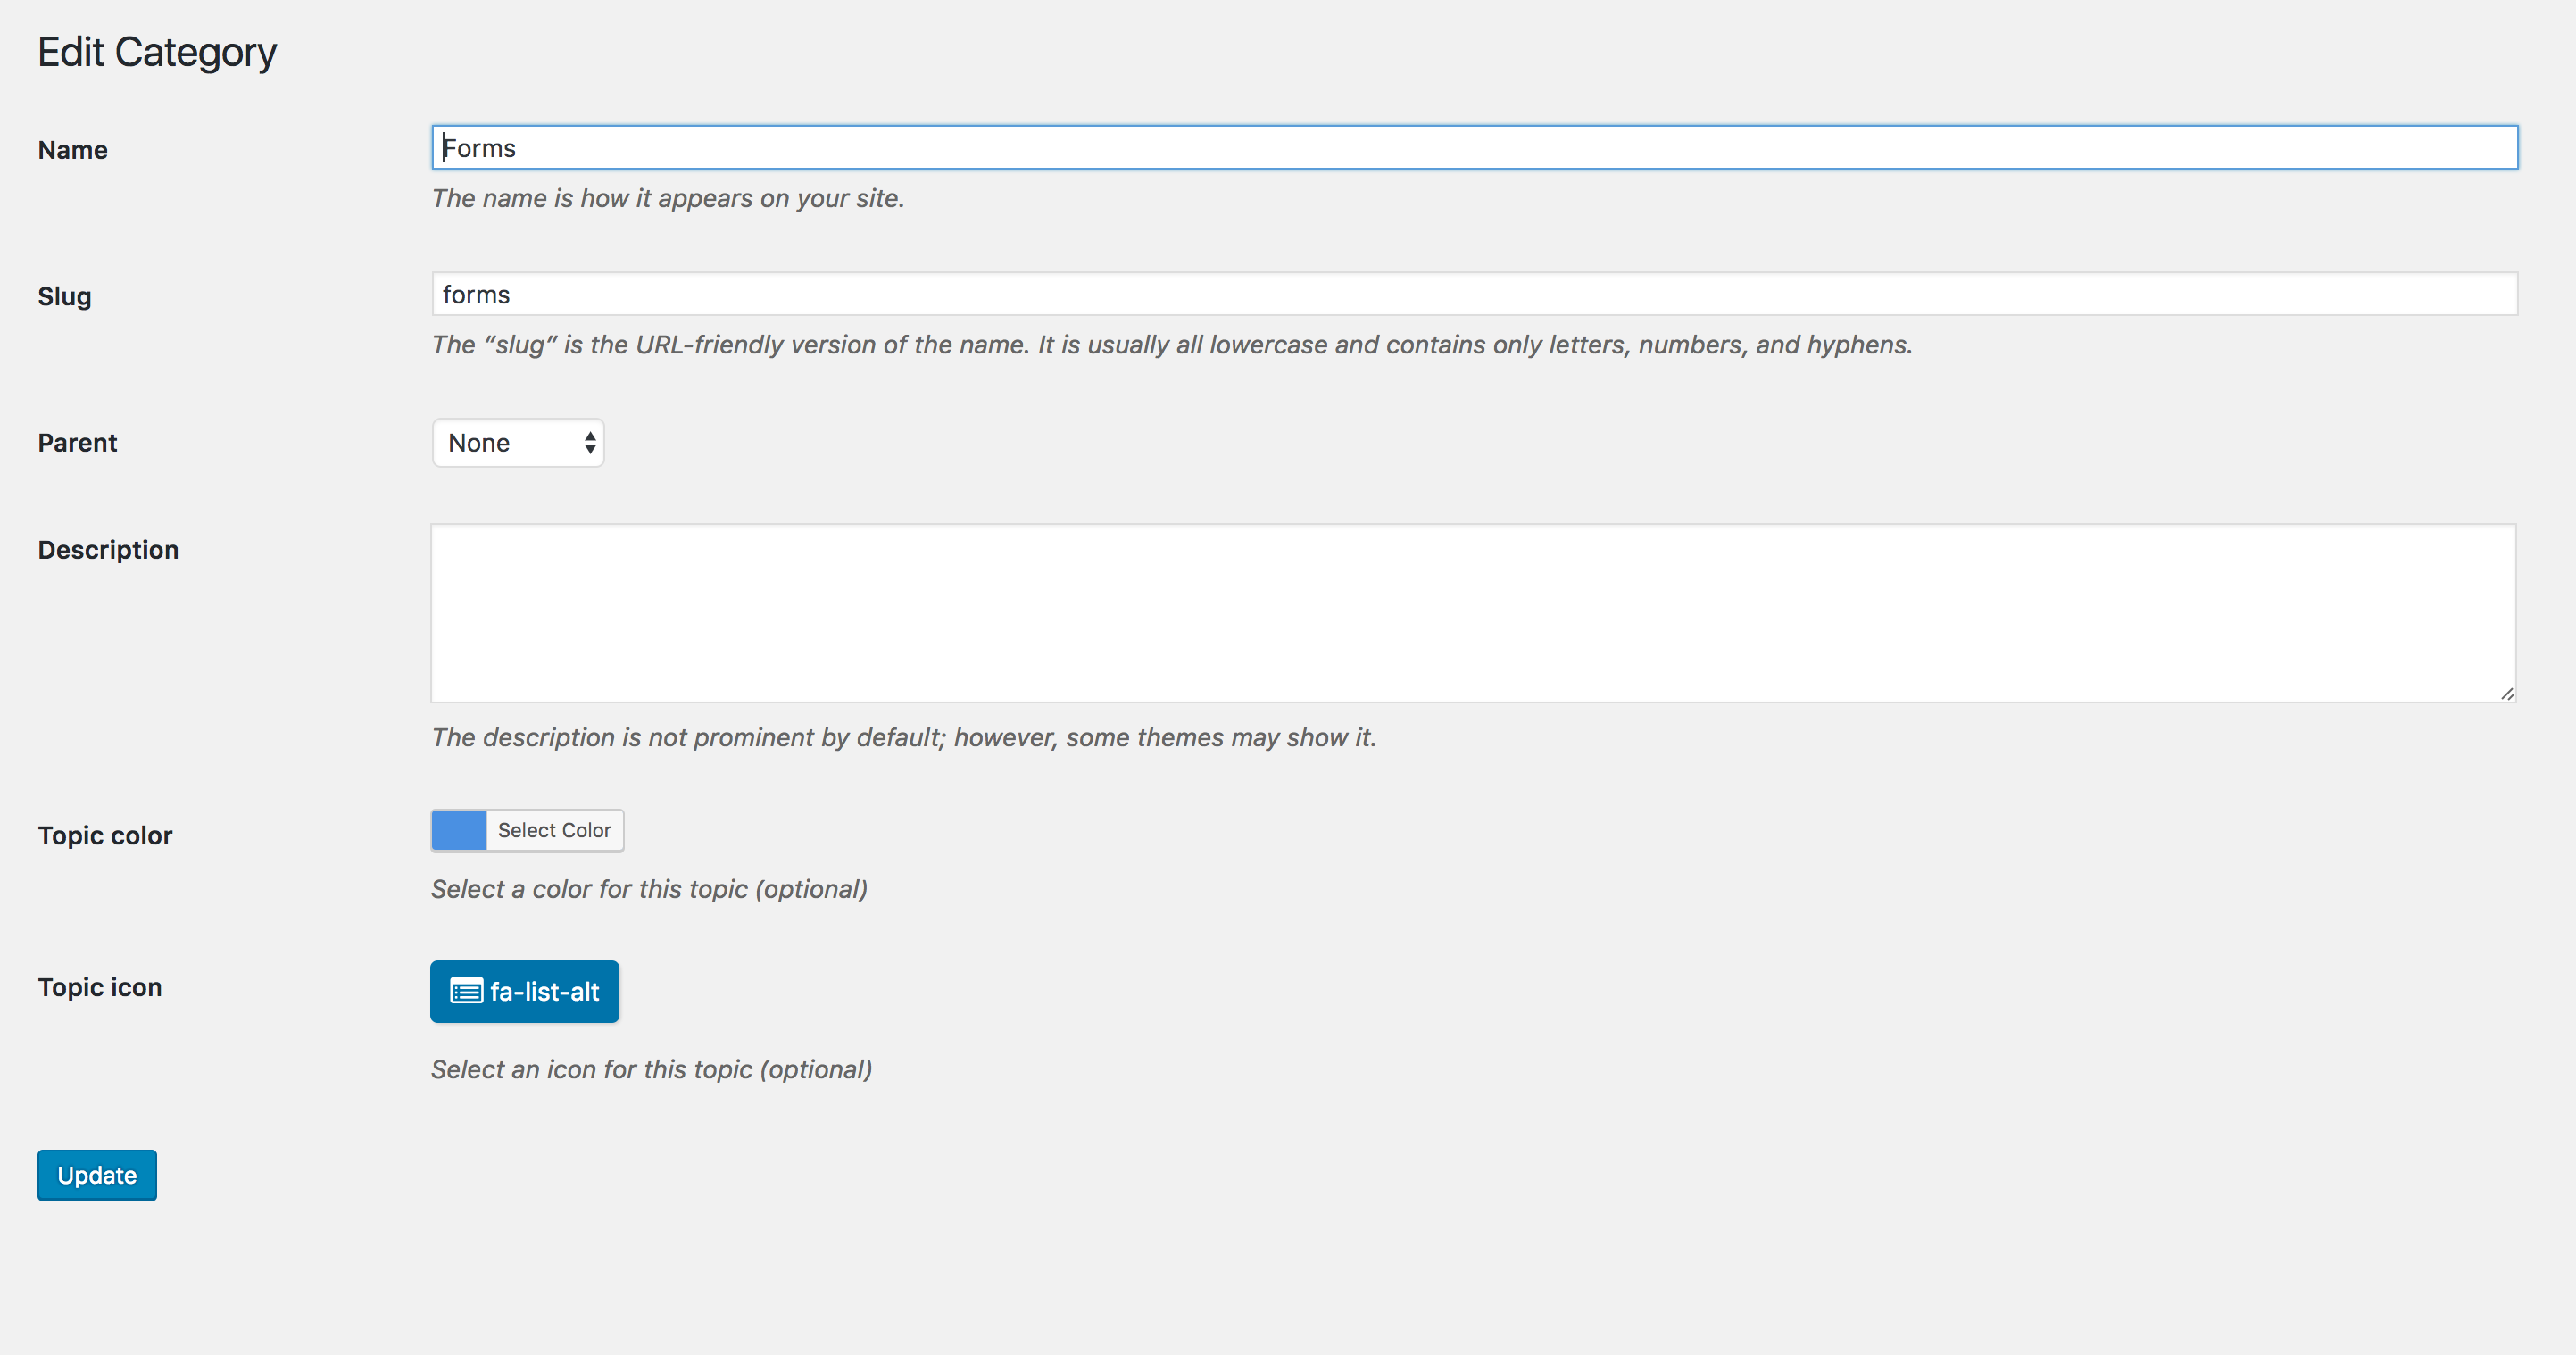 Edit Category
Name
Forms
The name is how it appears on your site.
Slug
forms
The “slug” is the URL-friendly version of the name. It is usually all lowercase and contains only letters, numbers, and hyphens.
Parent
None
Description
The description is not prominent by default; however, some themes may show it.
Topic color
Select Color
Select a color for this topic (optional)
Topic icon
fa-list-alt
Select an icon for this topic (optional)
Update